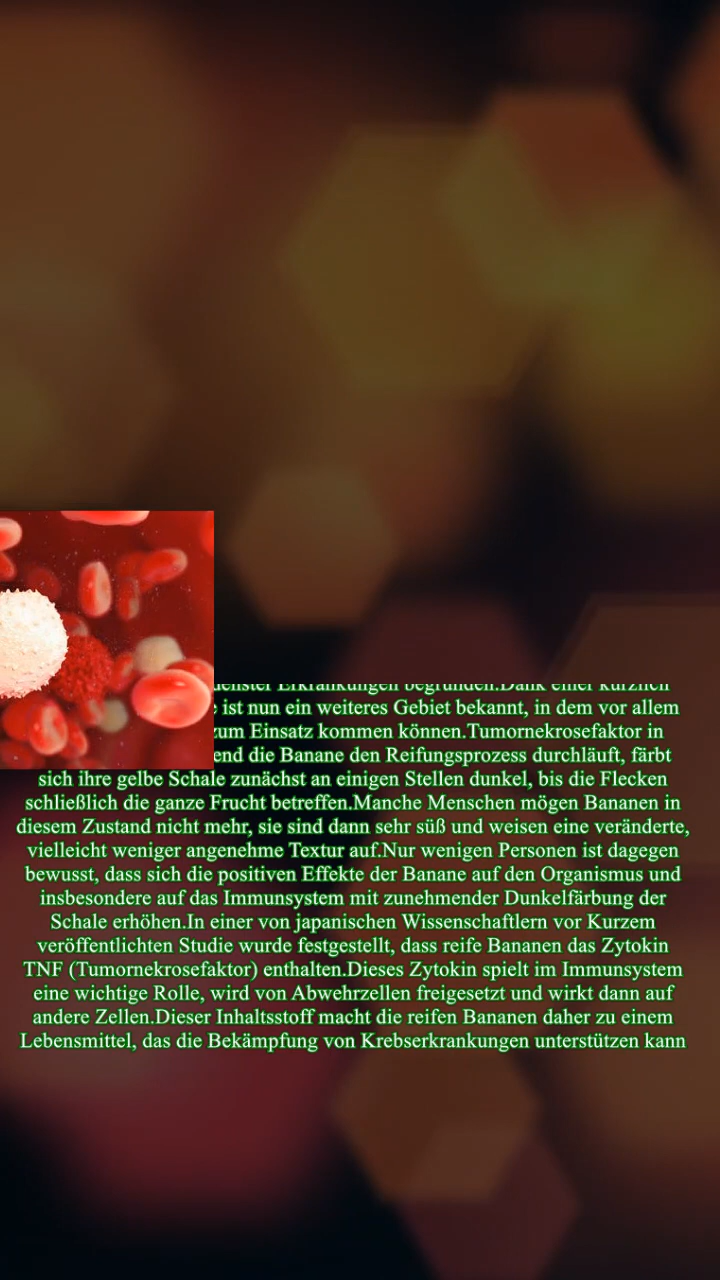 Erkrankungen begründen.Dank einer kürzlich
ist nun ein weiteres Gebiet bekannt, in dem vor allem
zum Einsatz kommen können.Tumornekrosefaktor in
die Banane den Reifungsprozess durchläuft, färbt
sich ihre gelbe Schale zunächst an einigen Stellen dunkel, bis die Flecken
schließlich die ganze Frucht betreffen.Manche Menschen mögen Bananen in
diesem Zustand nicht mehr, sie sind dann sehr süß und weisen eine veränderte,
vielleicht weniger angenehme Textur auf.Nur wenigen Personen ist dagegen
bewusst, dass sich die positiven Effekte der Banane auf den Organismus und
insbesondere auf das Immunsystem mit zunehmender Dunkelfärbung der
Schale erhöhen.In einer von japanischen Wissenschaftlern vor Kurzem
veröffentlichten Studie wurde festgestellt, dass reife Bananen das Zytokin
TNF (Tumornekrosefaktor) enthalten.Dieses Zytokin spielt im Immunsystem
eine wichtige Rolle, wird von Abwehrzellen freigesetzt und wirkt dann auf
andere Zellen.Dieser Inhaltsstoff macht die reifen Bananen daher zu einem
Lebensmittel, das die Bekämpfung von Krebserkrankungen unterstützen kann